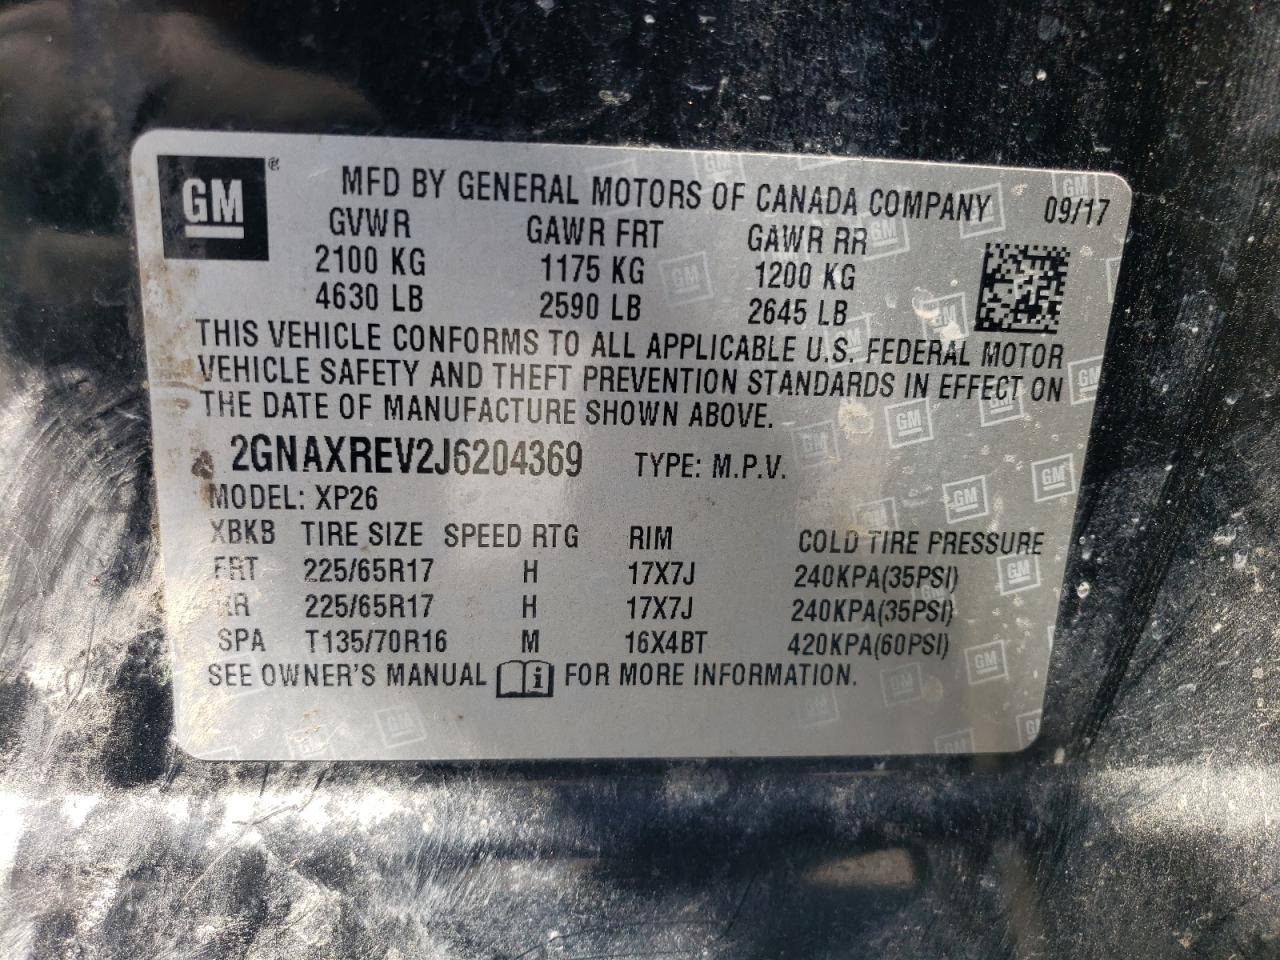 GM ® MFD BY GENERAL MOTORS OF CANADA COMPANY 09/17
GVWR GAWR FRT GAWR RR
2100 KG 1175 KG 1200 KG
4630 LB 2590 LB 2645 LB
THIS VEHICLE CONFORMS TO ALL APPLICABLE U.S. FEDERAL MOTOR
VEHICLE SAFETY AND THEFT PREVENTION STANDARDS IN EFFECT ON
THE DATE OF MANUFACTURE SHOWN ABOVE.
2GNAXREV2J6204369 TYPE: M.P.V.
MODEL: XP26
XBKB TIRE SIZE SPEED RTG RIM COLD TIRE PRESSURE
FRT 225/65R17 H 17X7J 240KPA(35PSI)
RR 225/65R17 H 17X7J 240KPA(35PSI)
SPA T135/70R16 M 16X4BT 420KPA(60PSI)
SEE OWNER'S MANUAL i FOR MORE INFORMATION.